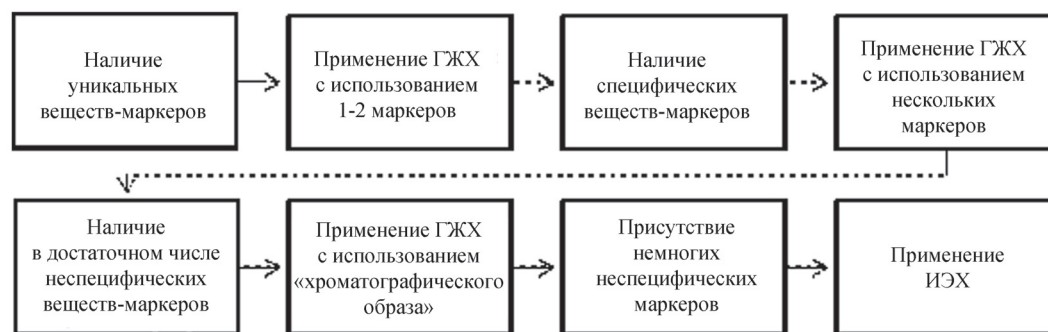 Наличие
уникальных
веществ-маркеров
Применение ГЖХ
с использованием
1-2 маркеров
Наличие
специфических
веществ-маркеров
Применение ГЖХ
с использованием
нескольких
маркеров
Наличие
в достаточном числе
неспецифических
веществ-маркеров
Применение ГЖХ
с использованием
«хроматографического
образа»
Присутствие
немногих
неспецифических
маркеров
Применение
ИЭХ